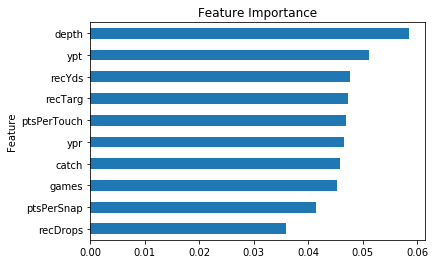 Feature Importance
depth
ypt
recYds
recTarg
ptsPerTouch
ypr
catch
games
ptsPerSnap
recDrops
Feature
0.00 0.01 0.02 0.03 0.04 0.05 0.06